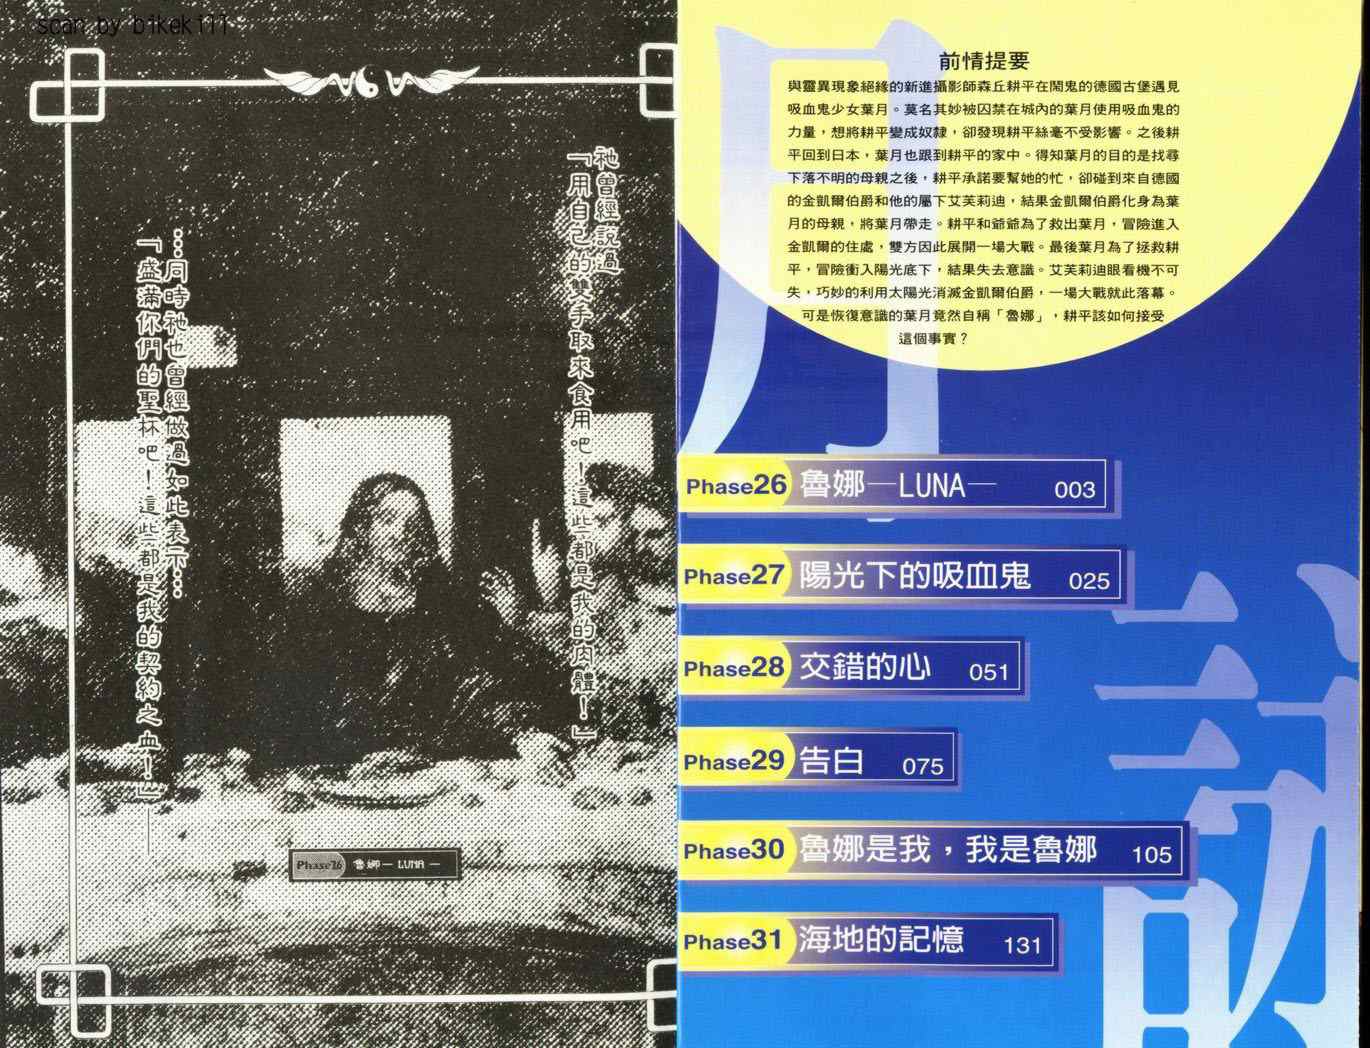 scan by bikekiii
祂曾經說過
「用自己的雙手取來食用吧！這些都是我的肉體！」
…同時祂也曾經做過如此表示…
「盛滿你們的聖杯吧！這些都是我的契約之血！」
Phase26 魯娜― LUNA ―
前情提要
與靈異現象絕緣的新進攝影師森丘耕平在鬧鬼的德國古堡遇見
吸血鬼少女葉月。莫名其妙被囚禁在城內的葉月使用吸血鬼的
力量，想將耕平變成奴隸，卻發現耕平絲毫不受影響。之後耕
平回到日本，葉月也跟到耕平的家中。得知葉月的目的是找尋
下落不明的母親之後，耕平承諾要幫她的忙，卻碰到來自德國
的金凱爾伯爵和他的屬下艾芙莉迪，結果金凱爾伯爵化身為葉
月的母親，將葉月帶走。耕平和爺爺為了救出葉月，冒險進入
金凱爾的住處，雙方因此展開一場大戰。最後葉月為了拯救耕
平，冒險衝入陽光底下，結果失去意識。艾芙莉迪眼看機不可
失，巧妙的利用太陽光消滅金凱爾伯爵，一場大戰就此落幕。
可是恢復意識的葉月竟然自稱「魯娜」，耕平該如何接受
這個事實？
月
Phase26 魯娜―LUNA― 003
Phase27 陽光下的吸血鬼 025
Phase28 交錯的心 051
Phase29 告白 075
Phase30 魯娜是我，我是魯娜 105
Phase31 海地的記憶 131